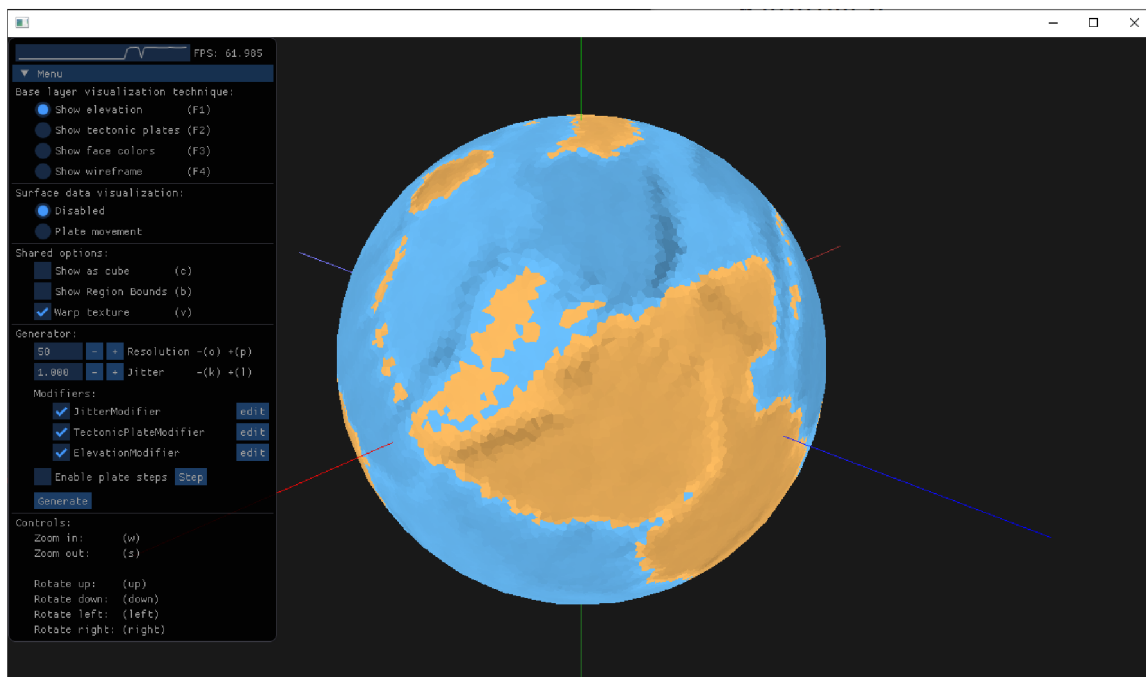 FPS: 61.985
Menu
Base layer visualization technique:
Show elevation (F1)
Show tectonic plates (F2)
Show face colors (F3)
Show wireframe (F4)
Surface data visualization:
Disabled
Plate movement
Shared options:
Show as cube (c)
Show Region Bounds (b)
Warp texture (v)
Generator:
50 - + Resolution -(o) +(p)
1.000 - + Jitter -(k) +(l)
Modifiers:
JitterModifier edit
TectonicPlateModifier edit
ElevationModifier edit
Enable plate steps Step
Generate
Controls:
Zoom in: (w)
Zoom out: (s)
Rotate up: (up)
Rotate down: (down)
Rotate left: (left)
Rotate right: (right)